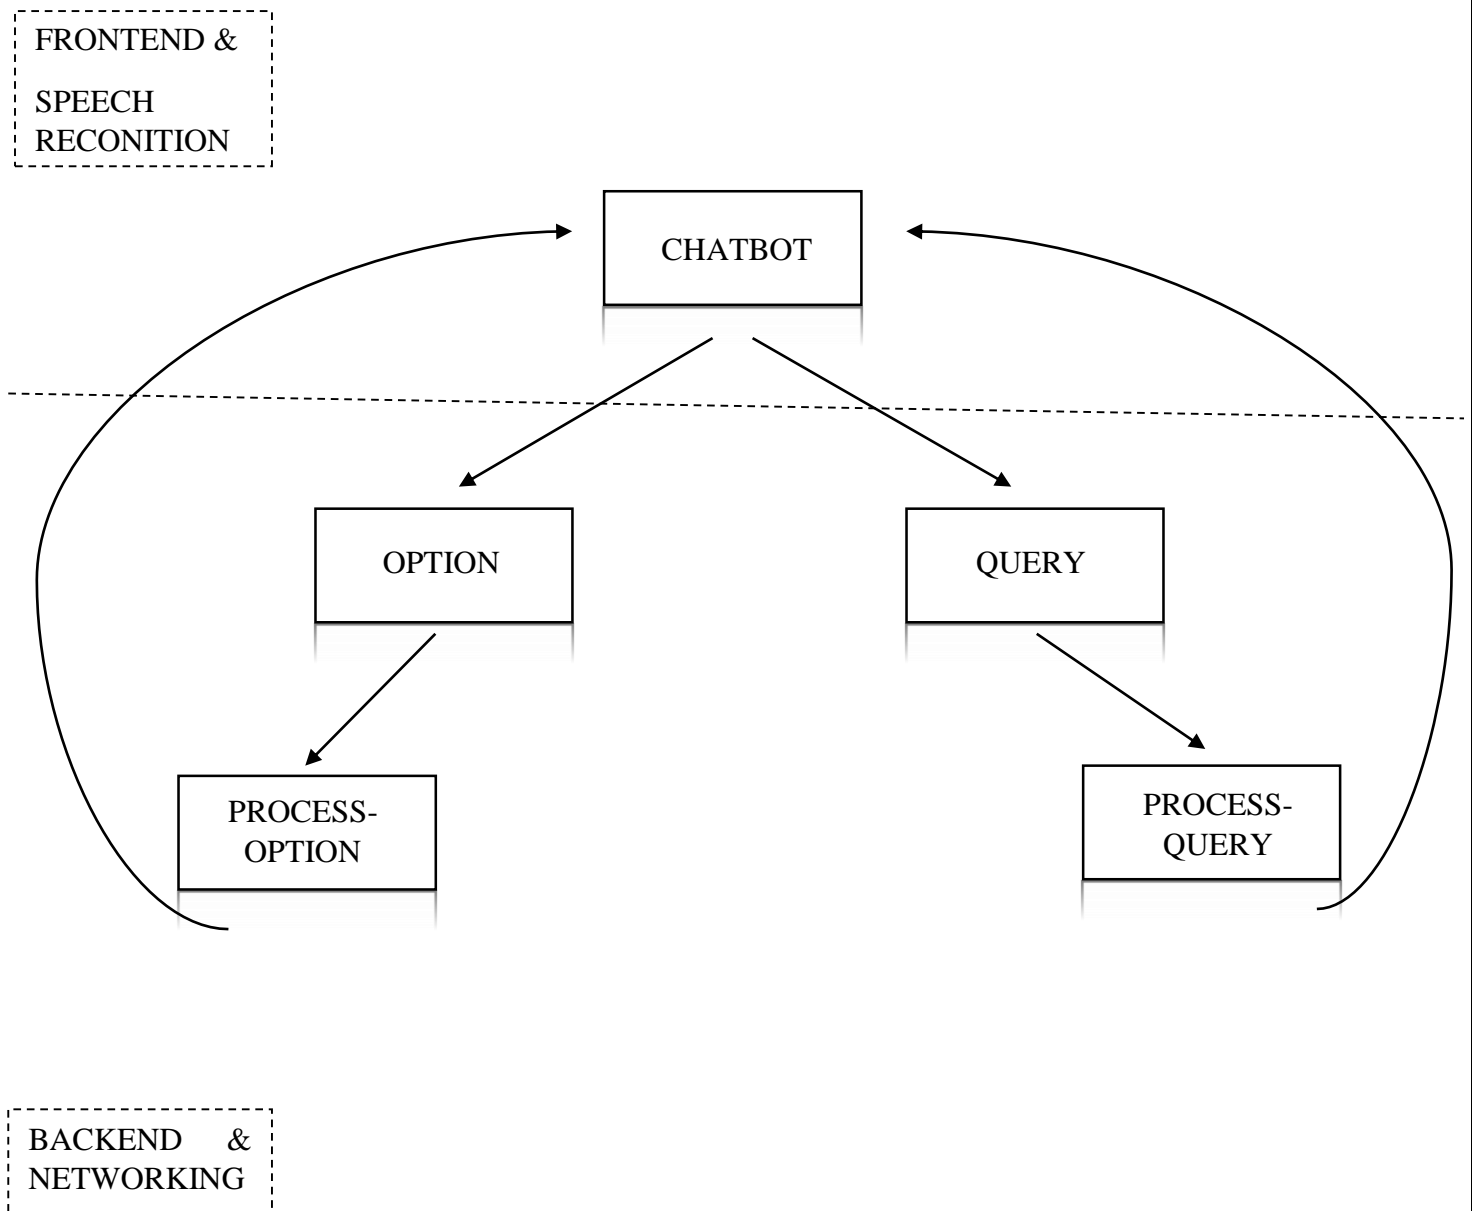 FRONTEND &
SPEECH
RECONITION
CHATBOT
OPTION
QUERY
PROCESS-
OPTION
PROCESS-
QUERY
BACKEND &
NETWORKING